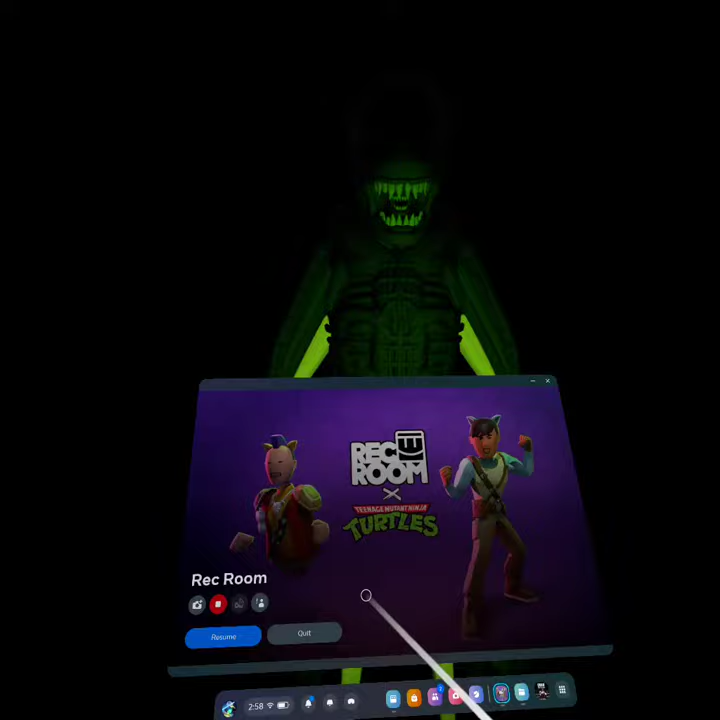 REC
ROOM
X
TEENAGE MUTANT NINJA
TURTLES
Rec Room
Resume
Quit
2:58